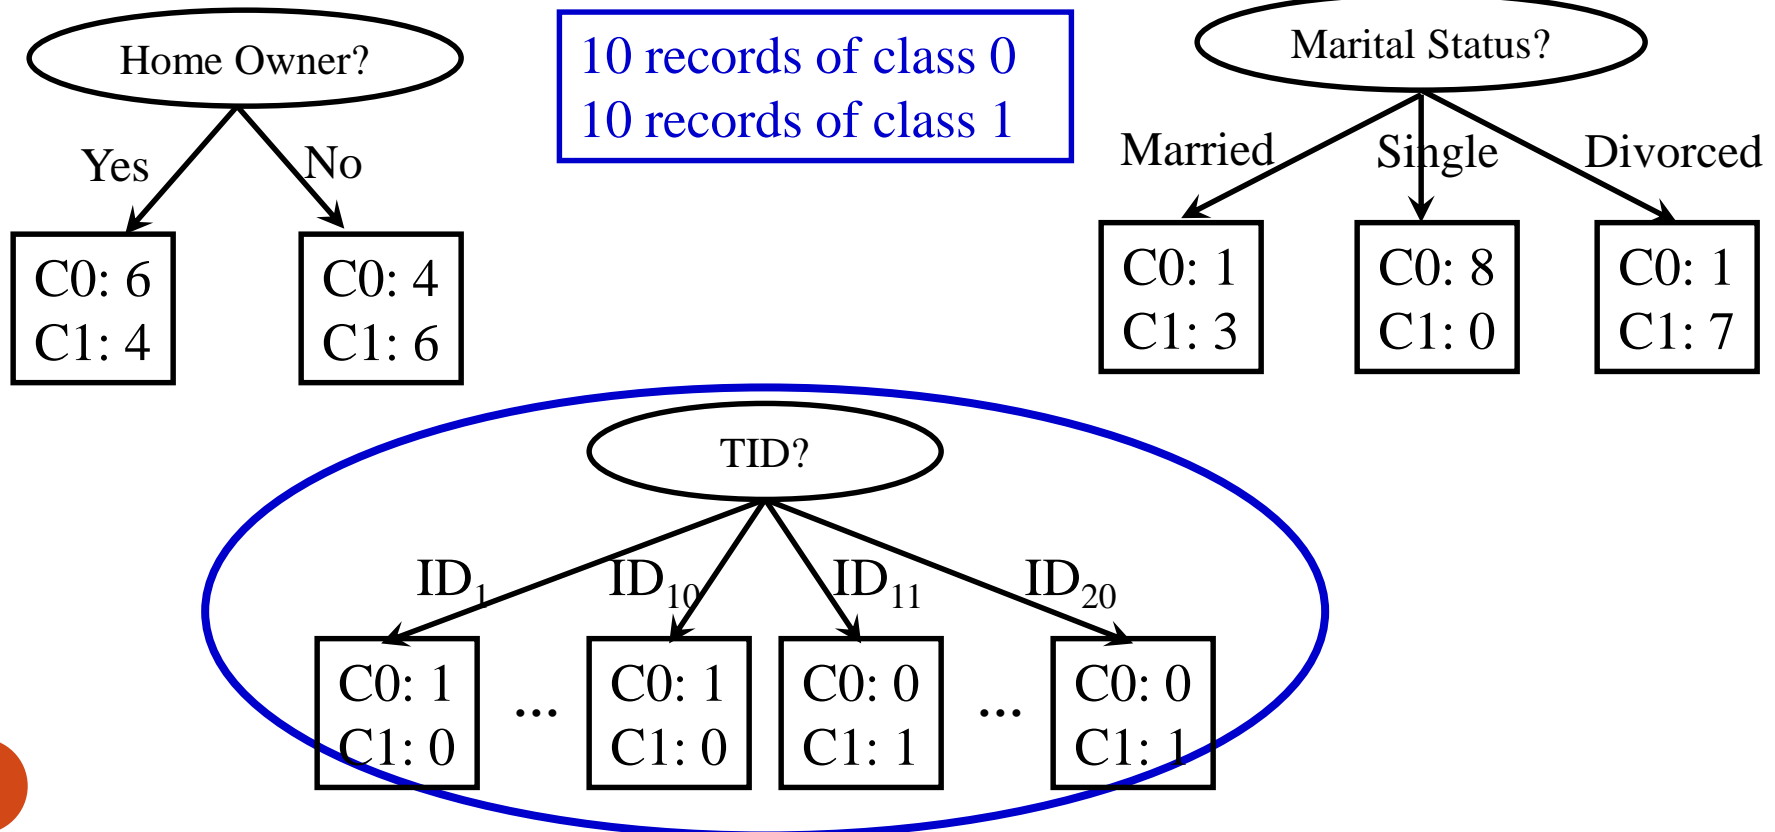 Home Owner?
Yes
No
C0: 6
C1: 4
C0: 4
C1: 6
10 records of class 0
10 records of class 1
Marital Status?
Married
Single
Divorced
C0: 1
C1: 3
C0: 8
C1: 0
C0: 1
C1: 7
TID?
ID₁
ID₁₀
ID₁₁
ID₂₀
C0: 1
C1: 0
...
C0: 1
C1: 0
C0: 0
C1: 1
...
C0: 0
C1: 1